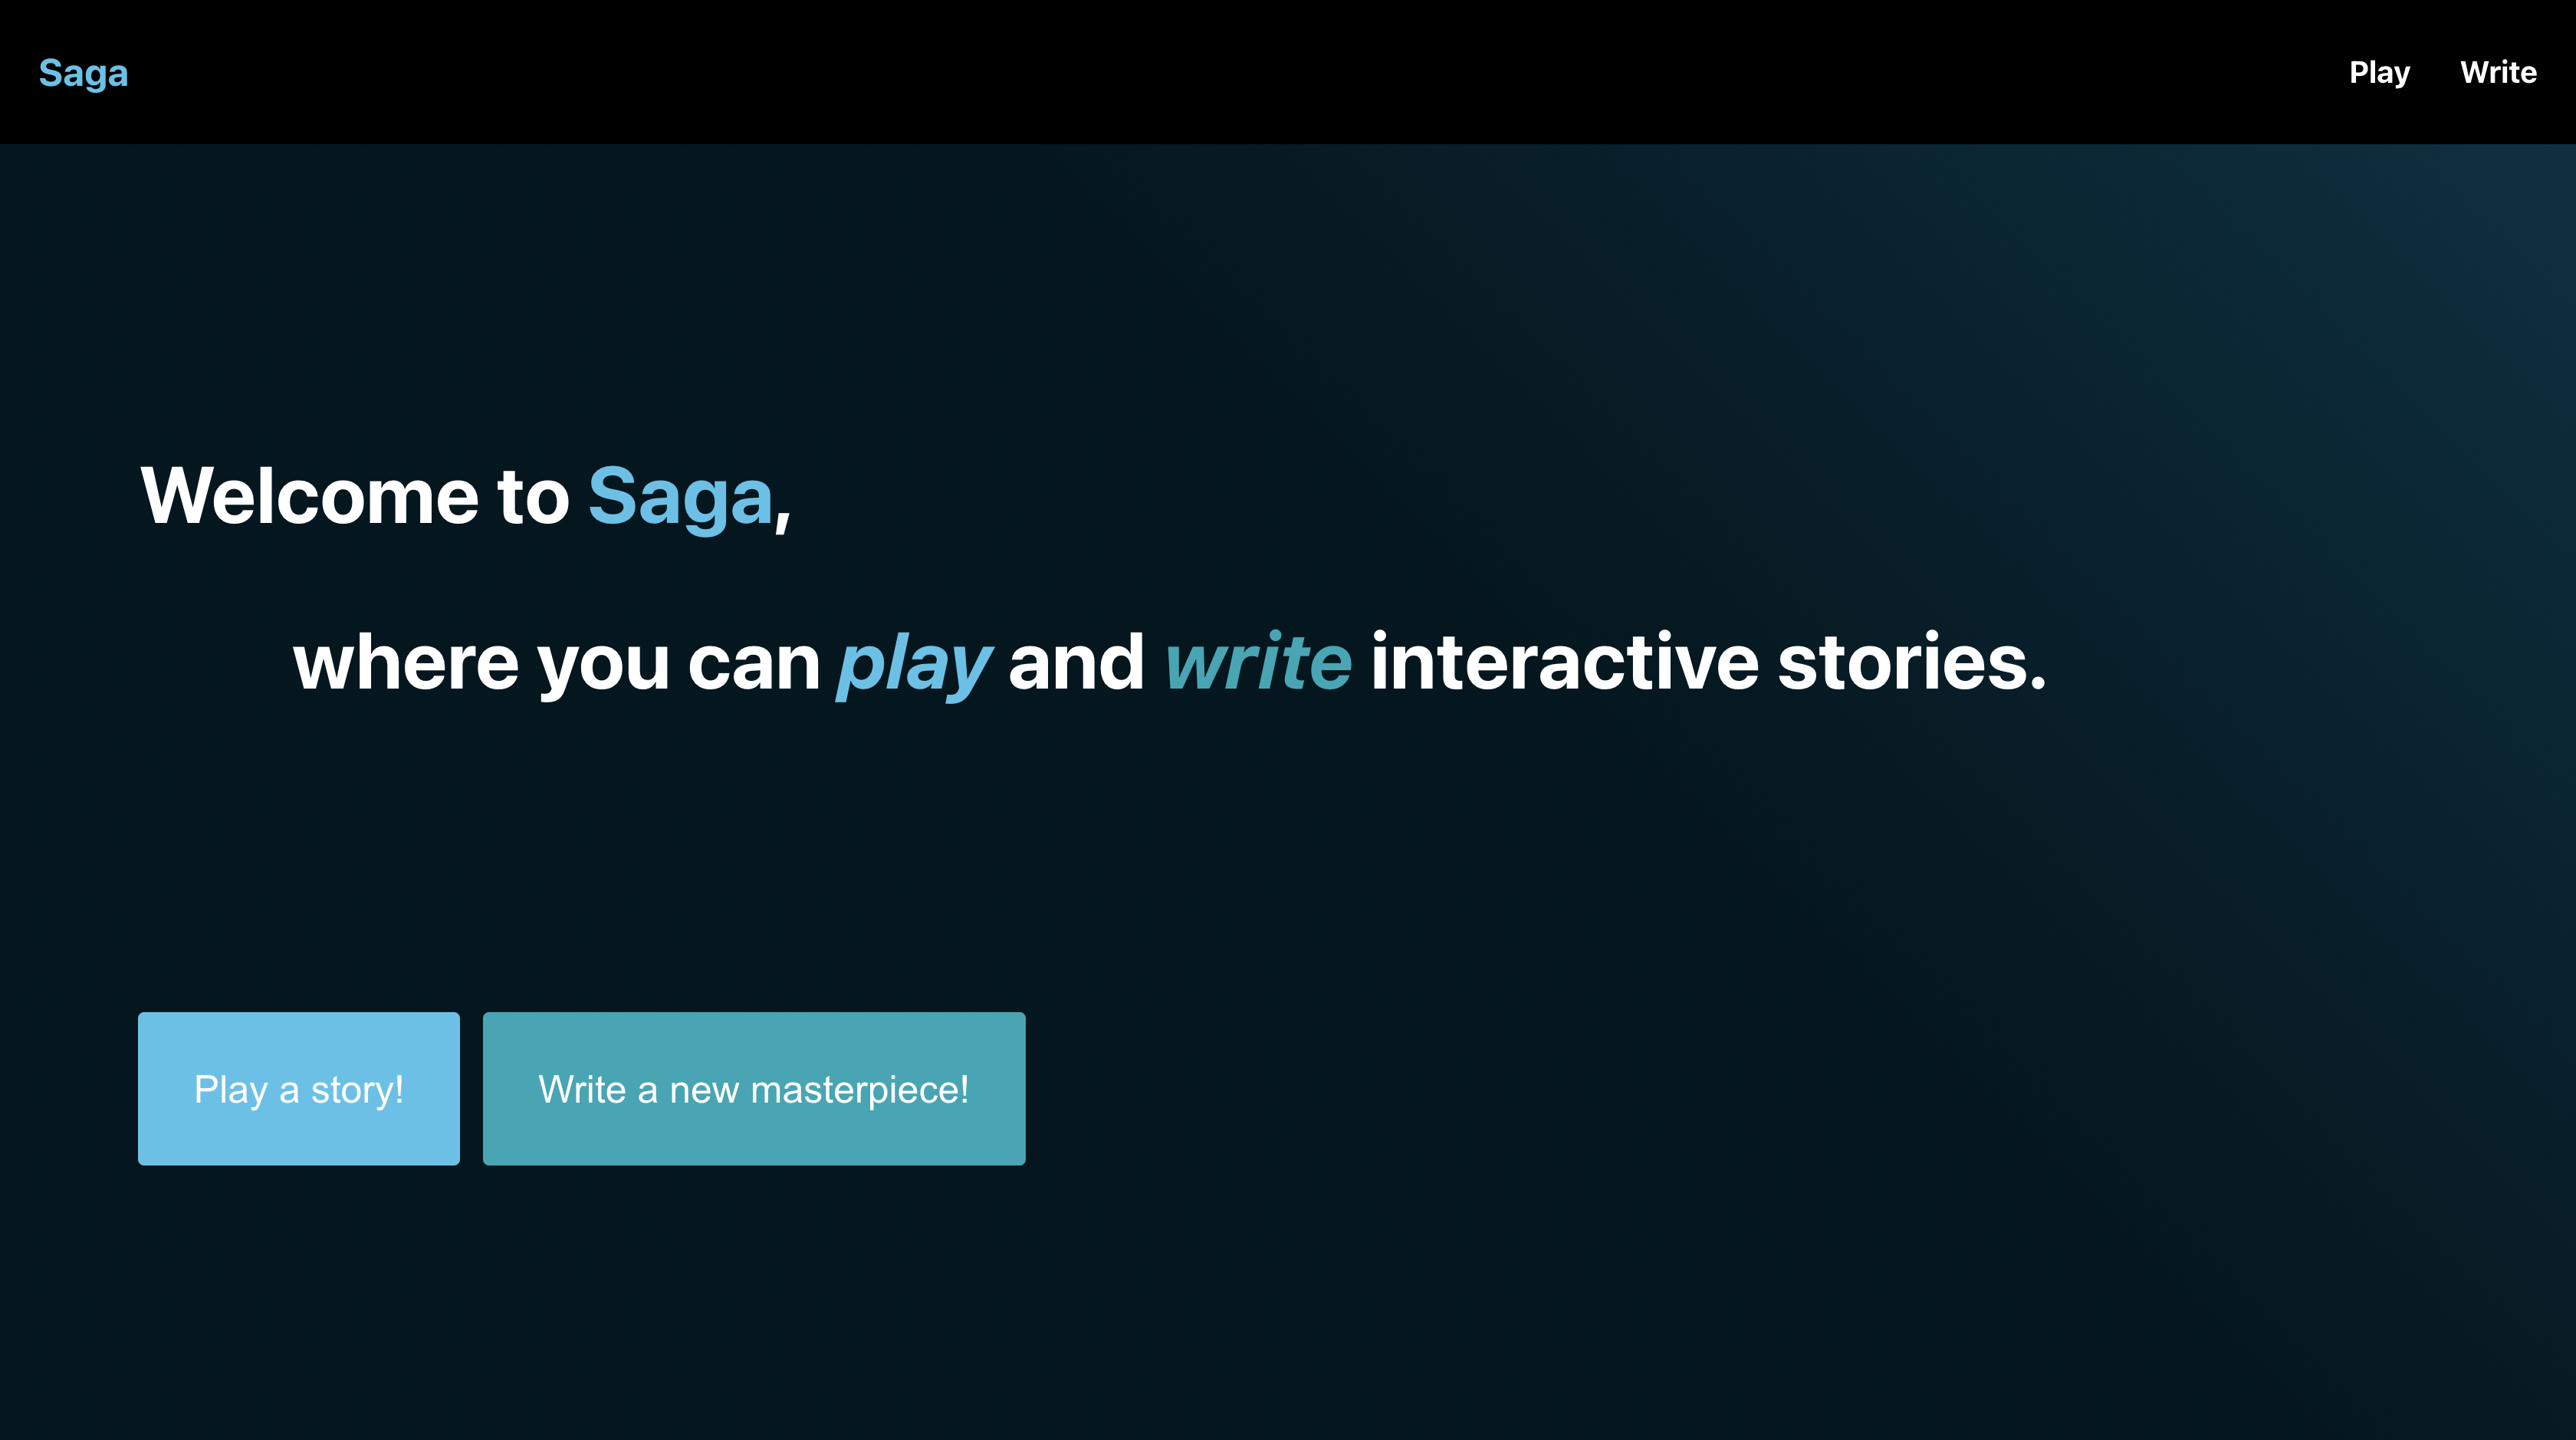 Saga
Play
Write
Welcome to Saga,
where you can play and write interactive stories.
Play a story!
Write a new masterpiece!